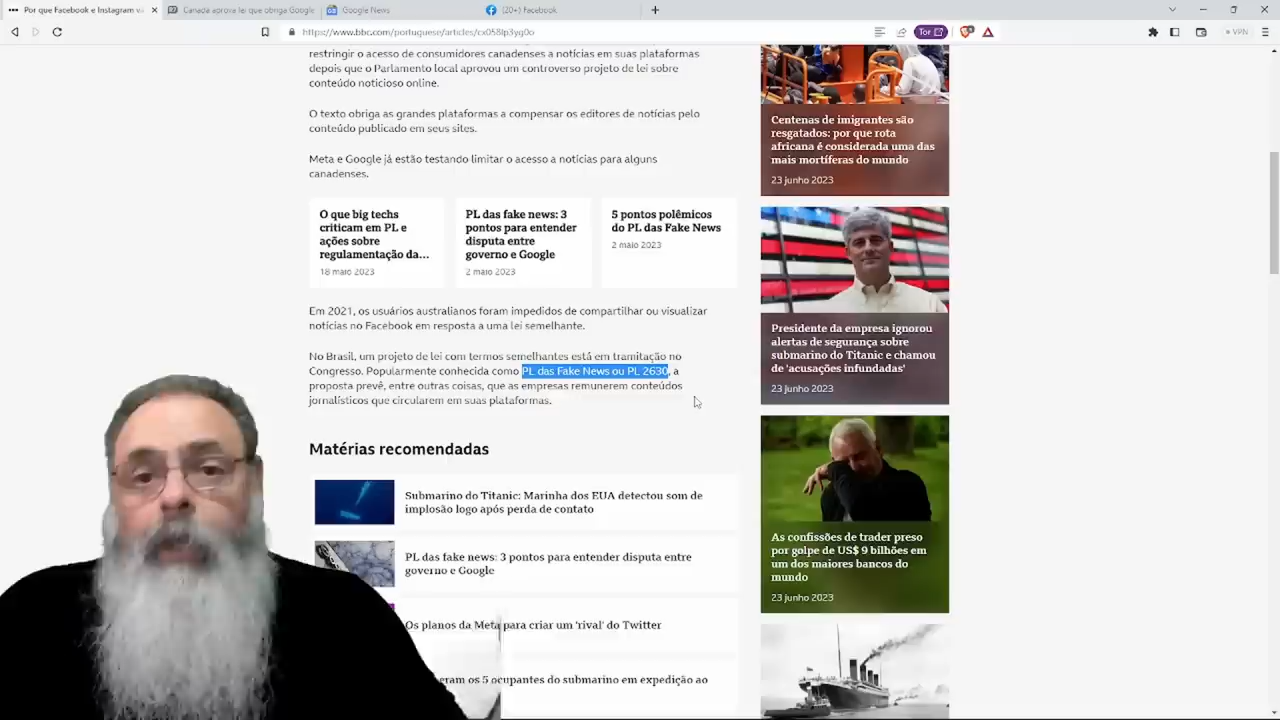 Por que Facebook e Instagram v
Canadá aprova lei que obriga Google
Google News
(20+) Facebook
https://www.bbc.com/portuguese/articles/cx058lp3yg0o
Tor
VPN
restringir o acesso de consumidores canadenses a notícias em suas plataformas
depois que o Parlamento local aprovou um controverso projeto de lei sobre
conteúdo noticioso online.
O texto obriga as grandes plataformas a compensar os editores de notícias pelo
conteúdo publicado em seus sites.
Meta e Google já estão testando limitar o acesso a notícias para alguns
canadenses.
O que big techs
criticam em PL e
ações sobre
regulamentação da...
18 maio 2023
PL das fake news: 3
pontos para entender
disputa entre
governo e Google
2 maio 2023
5 pontos polêmicos
do PL das Fake News
2 maio 2023
Em 2021, os usuários australianos foram impedidos de compartilhar ou visualizar
notícias no Facebook em resposta a uma lei semelhante.
No Brasil, um projeto de lei com termos semelhantes está em tramitação no
Congresso. Popularmente conhecida como PL das Fake News ou PL 2630, a
proposta prevê, entre outras coisas, que as empresas remunerem conteúdos
jornalísticos que circularem em suas plataformas.
Matérias recomendadas
Submarino do Titanic: Marinha dos EUA detectou som de
implosão logo após perda de contato
PL das fake news: 3 pontos para entender disputa entre
governo e Google
Os planos da Meta para criar um 'rival' do Twitter
eram os 5 ocupantes do submarino em expedição ao
Centenas de imigrantes são
resgatados: por que rota
africana é considerada uma das
mais mortíferas do mundo
23 junho 2023
Presidente da empresa ignorou
alertas de segurança sobre
submarino do Titanic e chamou
de 'acusações infundadas'
As confissões de trader preso
por golpe de US$ 9 bilhões em
um dos maiores bancos do
mundo
23 junho 2023